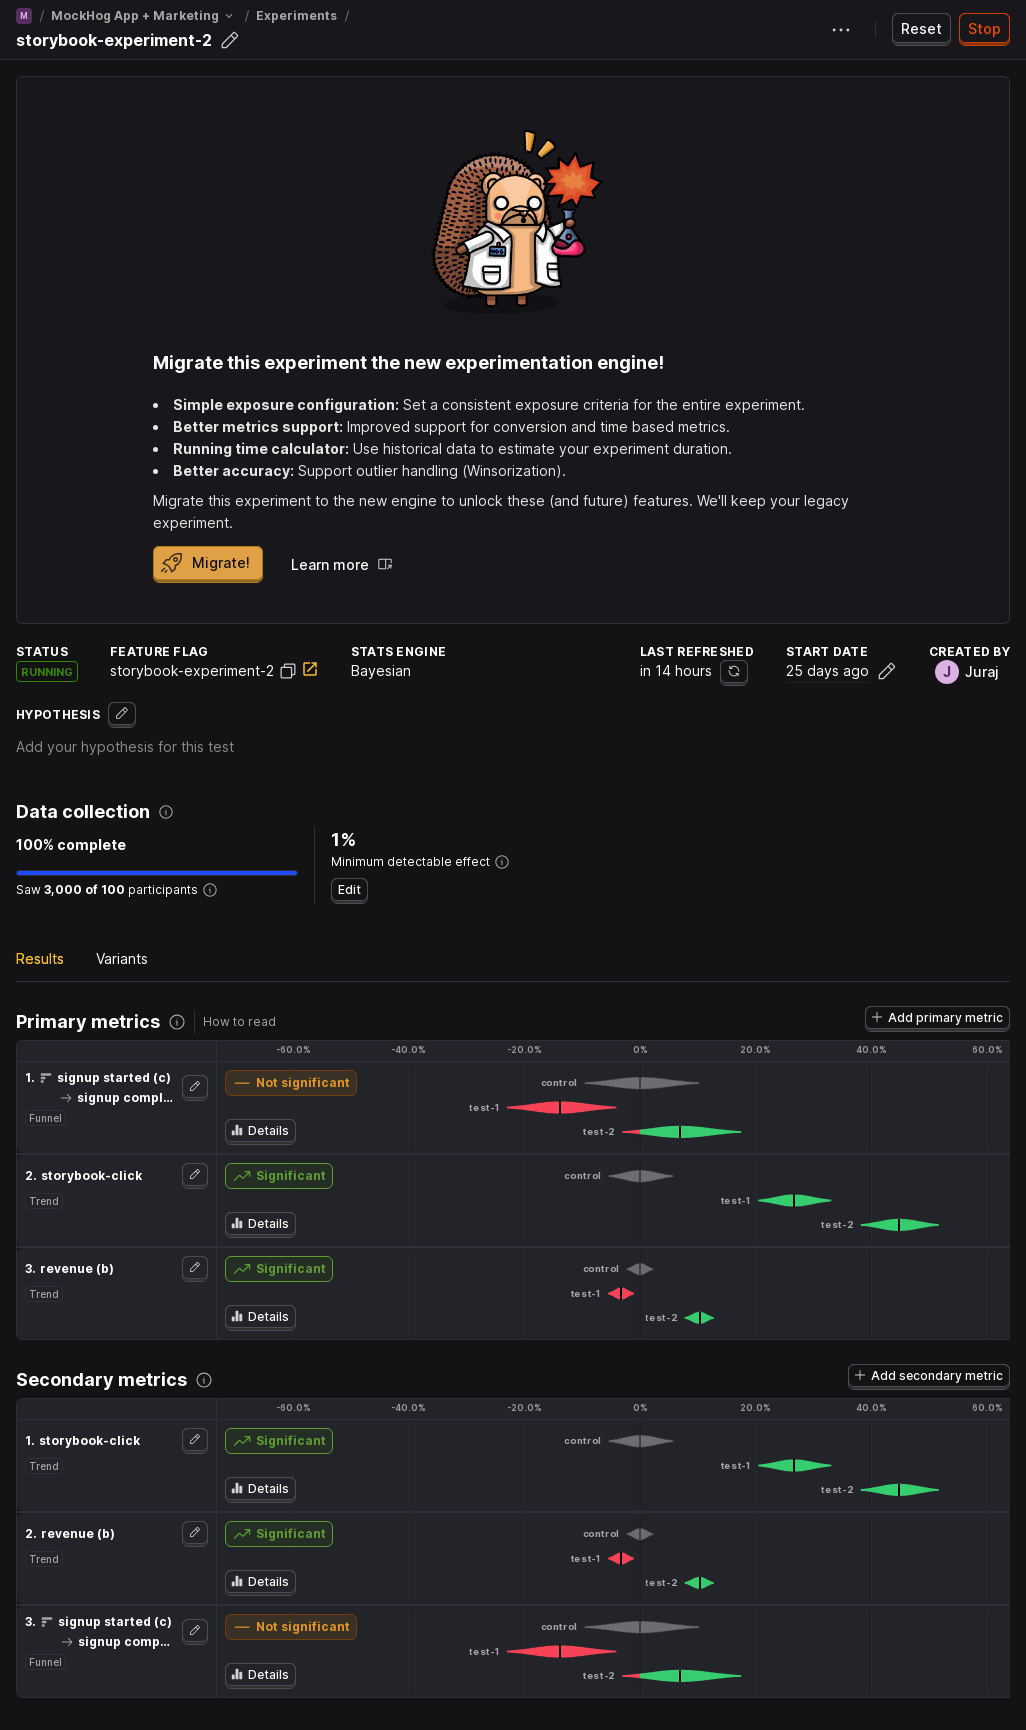 M / MockHog App + Marketing / Experiments /
storybook-experiment-2
Reset
Stop
Migrate this experiment the new experimentation engine!
• Simple exposure configuration: Set a consistent exposure criteria for the entire experiment.
• Better metrics support: Improved support for conversion and time based metrics.
• Running time calculator: Use historical data to estimate your experiment duration.
• Better accuracy: Support outlier handling (Winsorization).
Migrate this experiment to the new engine to unlock these (and future) features. We'll keep your legacy
experiment.
Migrate! Learn more
STATUS FEATURE FLAG STATS ENGINE LAST REFRESHED START DATE CREATED BY
RUNNING storybook-experiment-2 Bayesian in 14 hours 25 days ago J Juraj
HYPOTHESIS
Add your hypothesis for this test
Data collection
100% complete
Saw 3,000 of 100 participants
1%
Minimum detectable effect
Edit
Results Variants
Primary metrics How to read Add primary metric
-60.0% -40.0% -20.0% 0% 20.0% 40.0% 60.0%
1. signup started (c)
→ signup compl…
Funnel
Not significant
Details
control
test-1
test-2
2. storybook-click
Trend
Significant
Details
control
test-1
test-2
3. revenue (b)
Trend
Significant
Details
control
test-1
test-2
Secondary metrics Add secondary metric
-60.0% -40.0% -20.0% 0% 20.0% 40.0% 60.0%
1. storybook-click
Trend
Significant
Details
control
test-1
test-2
2. revenue (b)
Trend
Significant
Details
control
test-1
test-2
3. signup started (c)
→ signup comp…
Funnel
Not significant
Details
control
test-1
test-2